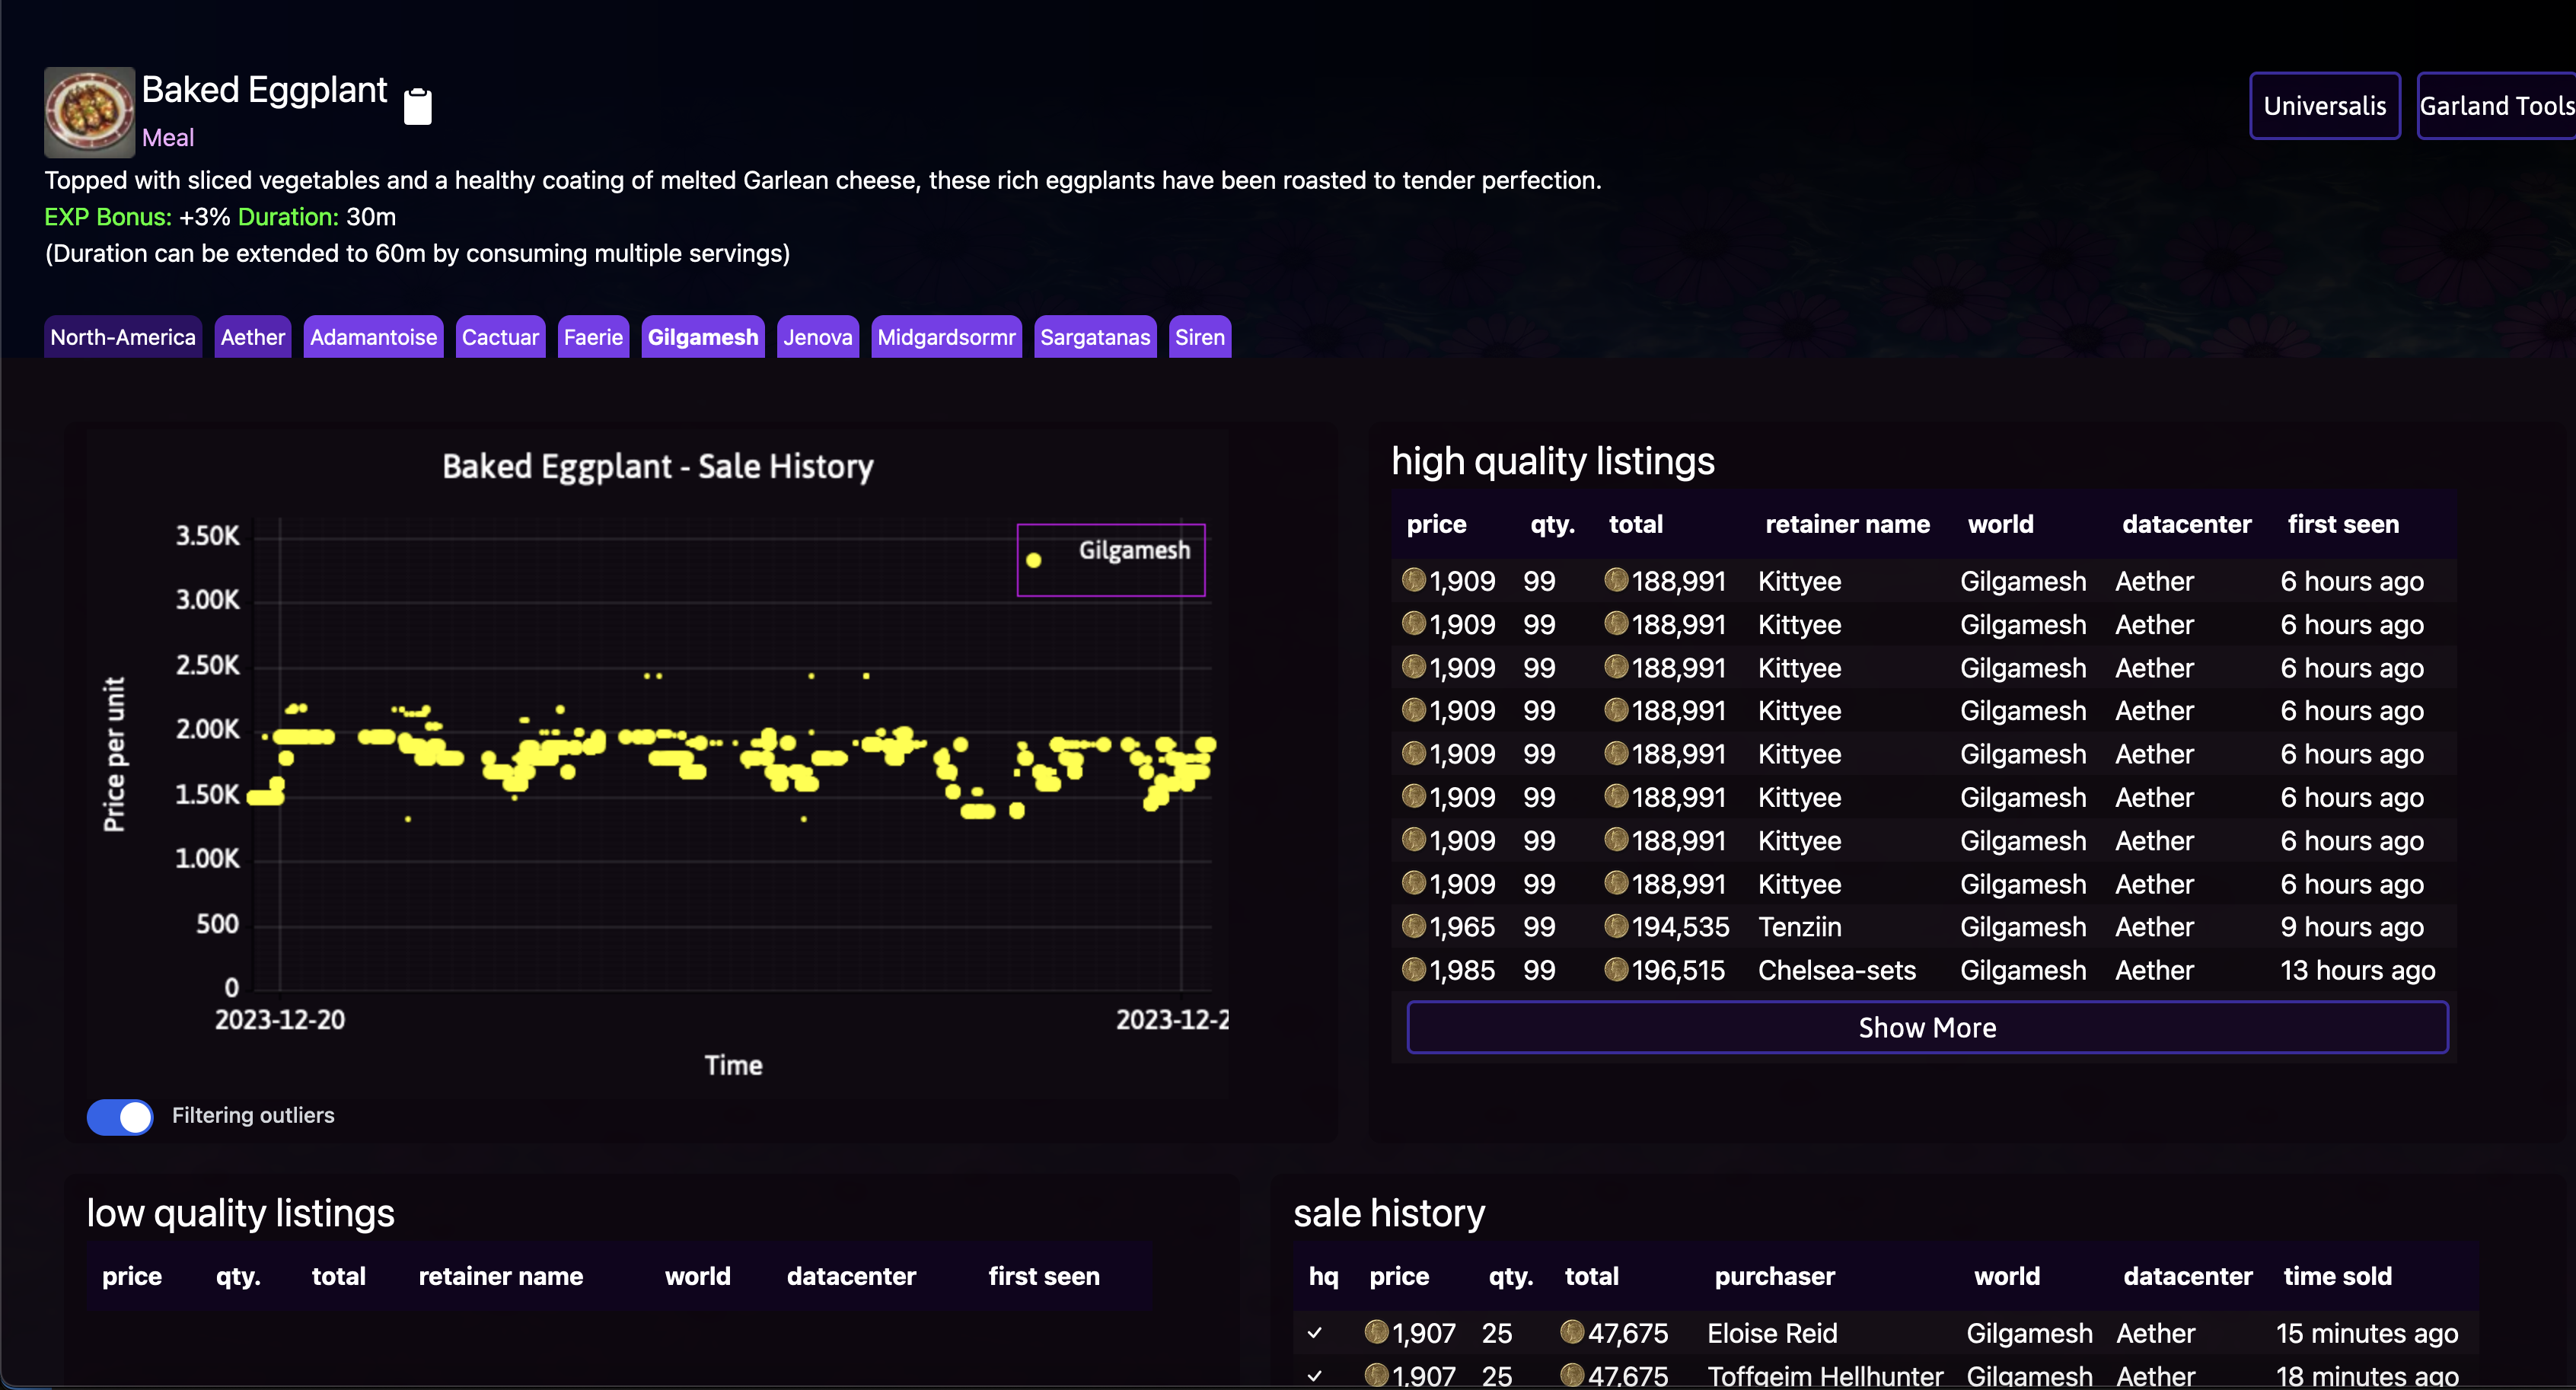 Baked Eggplant
Meal
Universalis
Garland Tools
Topped with sliced vegetables and a healthy coating of melted Garlean cheese, these rich eggplants have been roasted to tender perfection.
EXP Bonus: +3% Duration: 30m
(Duration can be extended to 60m by consuming multiple servings)
North-America Aether Adamantoise Cactuar Faerie Gilgamesh Jenova Midgardsormr Sargatanas Siren
Baked Eggplant - Sale History
Gilgamesh
3.50K
3.00K
2.50K
2.00K
1.50K
1.00K
500
0
Price per unit
2023-12-20 2023-12-2
Time
Filtering outliers
high quality listings
price qty. total retainer name world datacenter first seen
1,909 99 188,991 Kittyee Gilgamesh Aether 6 hours ago
1,909 99 188,991 Kittyee Gilgamesh Aether 6 hours ago
1,909 99 188,991 Kittyee Gilgamesh Aether 6 hours ago
1,909 99 188,991 Kittyee Gilgamesh Aether 6 hours ago
1,909 99 188,991 Kittyee Gilgamesh Aether 6 hours ago
1,909 99 188,991 Kittyee Gilgamesh Aether 6 hours ago
1,909 99 188,991 Kittyee Gilgamesh Aether 6 hours ago
1,909 99 188,991 Kittyee Gilgamesh Aether 6 hours ago
1,965 99 194,535 Tenziin Gilgamesh Aether 9 hours ago
1,985 99 196,515 Chelsea-sets Gilgamesh Aether 13 hours ago
Show More
low quality listings
price qty. total retainer name world datacenter first seen
sale history
hq price qty. total purchaser world datacenter time sold
✓ 1,907 25 47,675 Eloise Reid Gilgamesh Aether 15 minutes ago
✓ 1,907 25 47,675 Toffgeim Hellhunter Gilgamesh Aether 18 minutes ago